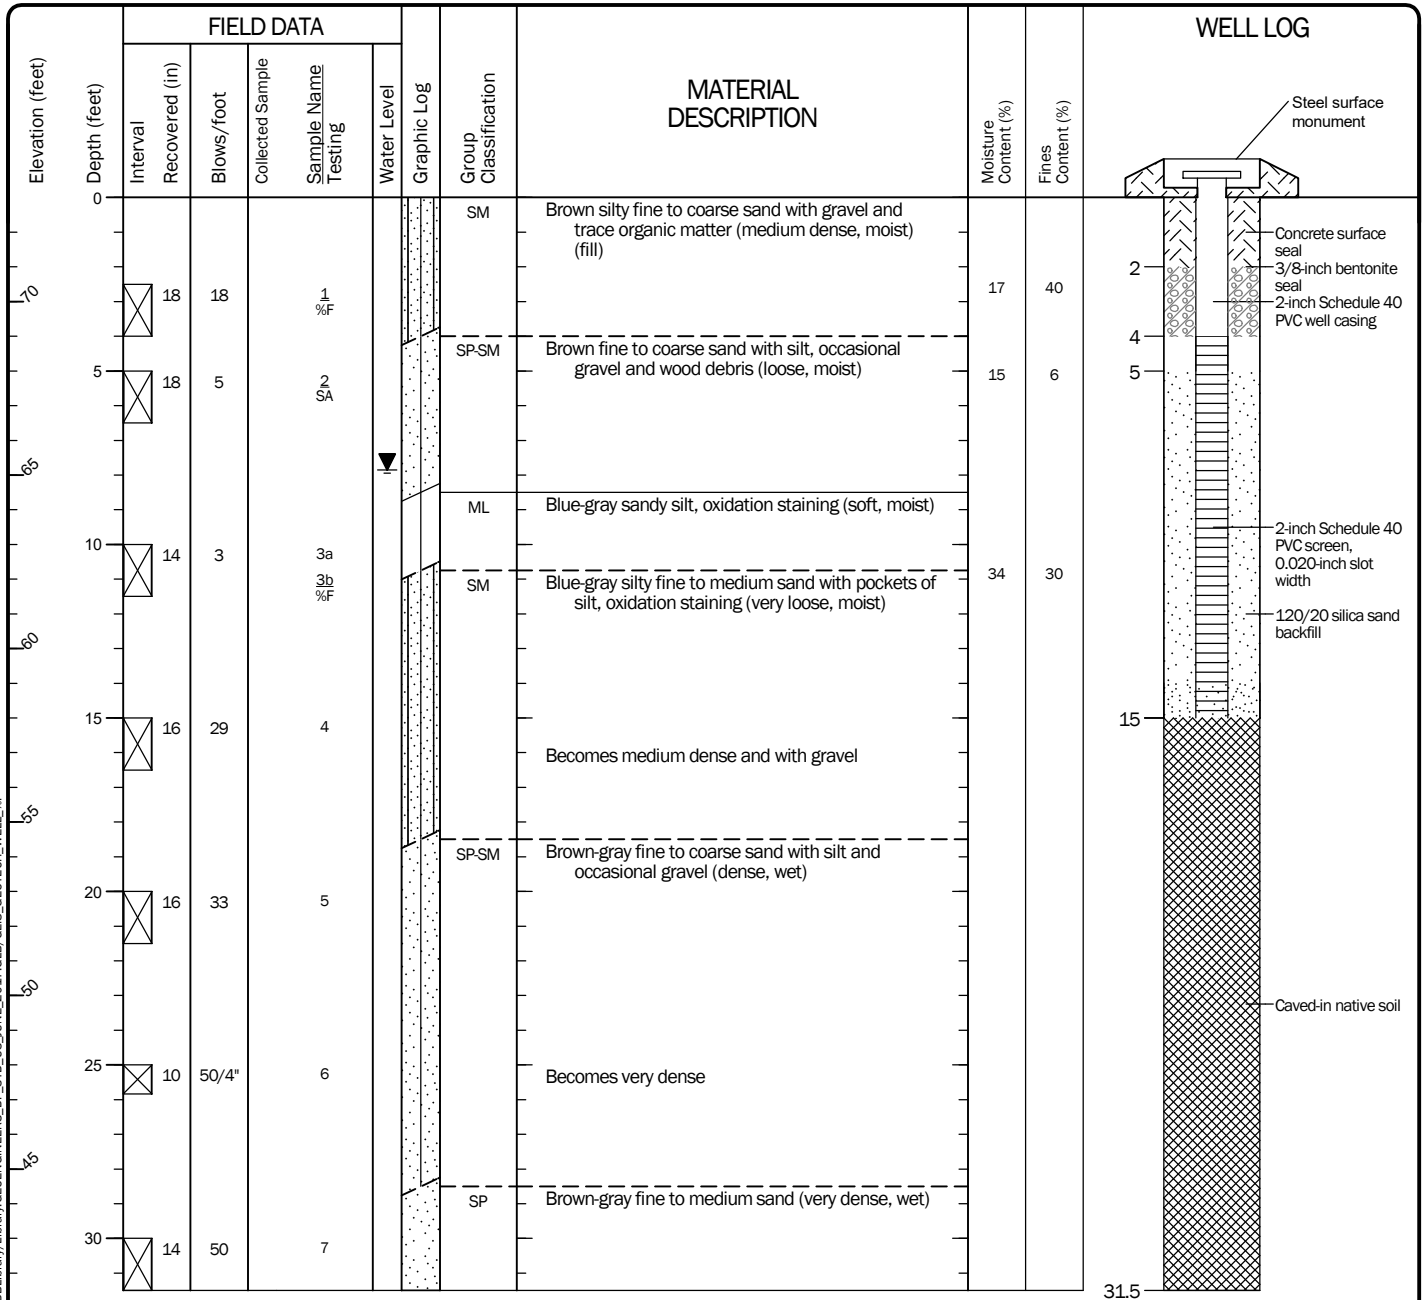 FIELD DATA
WELL LOG
Elevation (feet)
Depth (feet)
Interval
Recovered (in)
Blows/foot
Collected Sample
Sample Name
Testing
Water Level
Graphic Log
Group
Classification
MATERIAL
DESCRIPTION
Moisture
Content (%)
Fines
Content (%)
Steel surface
monument
0
SM
Brown silty fine to coarse sand with gravel and
trace organic matter (medium dense, moist)
(fill)
Concrete surface
seal
2
3/8-inch bentonite
seal
70
18
18
1
%F
17
40
2-inch Schedule 40
PVC well casing
4
SP-SM
Brown fine to coarse sand with silt, occasional
gravel and wood debris (loose, moist)
5
18
5
2
SA
15
6
5
65
ML
Blue-gray sandy silt, oxidation staining (soft, moist)
2-inch Schedule 40
PVC screen,
0.020-inch slot
width
10
14
3
3a
3b
%F
34
30
SM
Blue-gray silty fine to medium sand with pockets of
silt, oxidation staining (very loose, moist)
120/20 silica sand
backfill
60
15
16
29
4
15
Becomes medium dense and with gravel
55
SP-SM
Brown-gray fine to coarse sand with silt and
occasional gravel (dense, wet)
20
16
33
5
50
Caved-in native soil
25
10
50/4"
6
Becomes very dense
45
SP
Brown-gray fine to medium sand (very dense, wet)
30
14
50
7
31.5